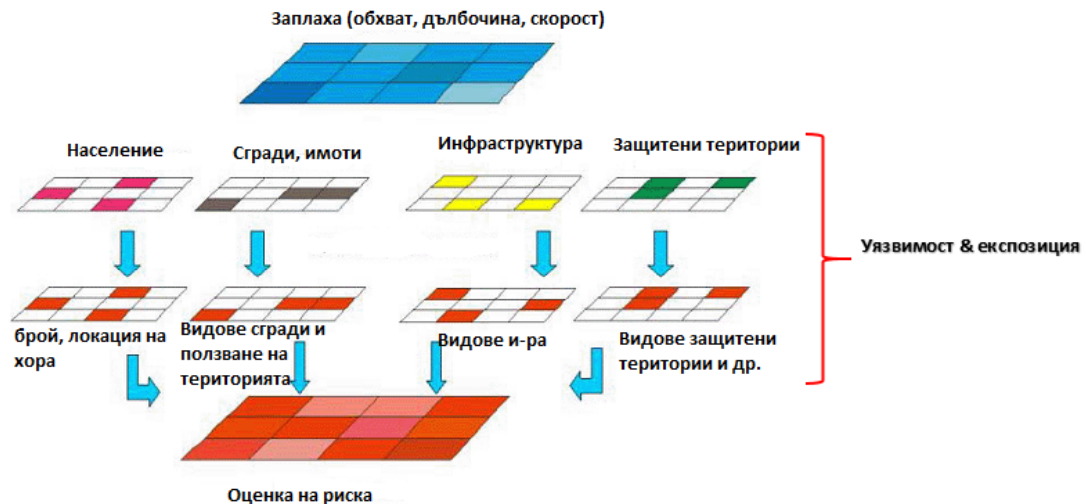 Заплаха (обхват, дълбочина, скорост)
Население
Сгради, имоти
Инфраструктура
Защитени територии
Уязвимост & експозиция
брой, локация на
хора
Видове сгради и
ползване на
територията
Видове и-ра
Видове защитени
територии и др.
Оценка на риска